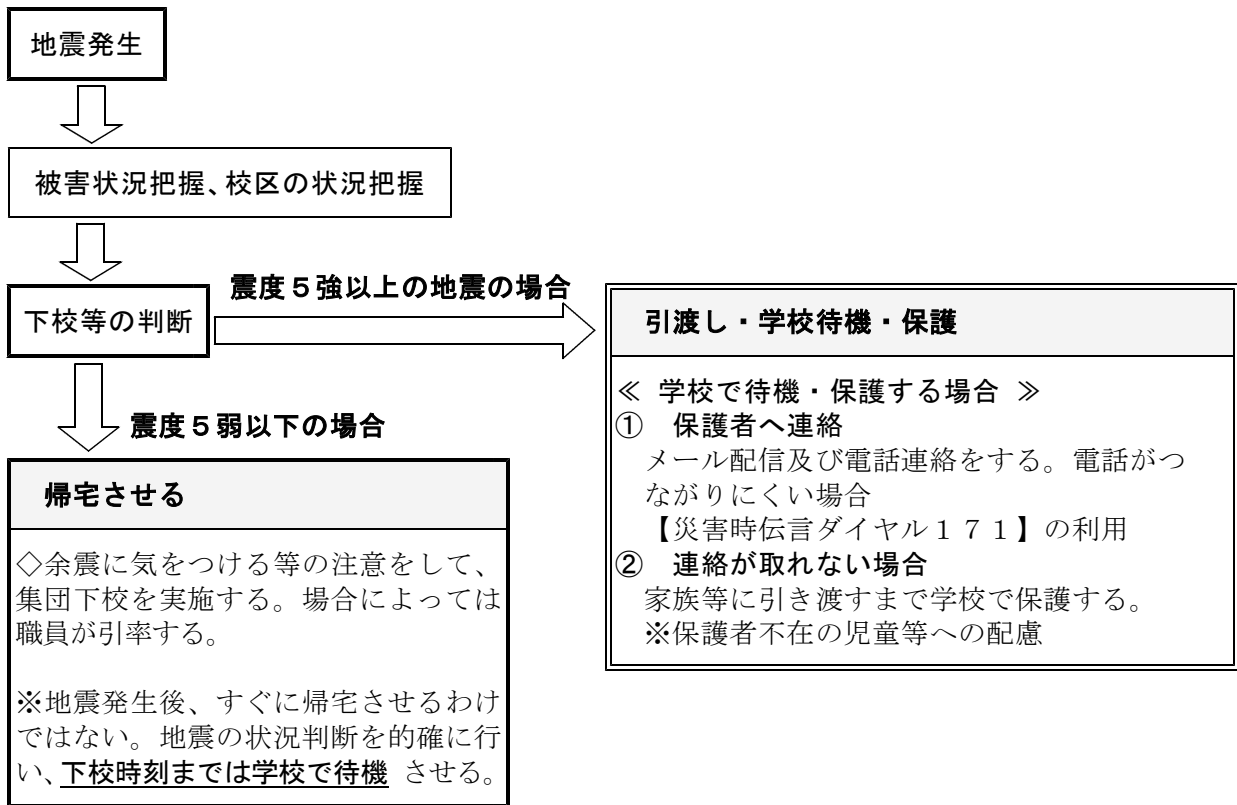 地震発生
被害状況把握、校区の状況把握
下校等の判断
震度５強以上の地震の場合
引渡し・学校待機・保護
≪ 学校で待機・保護する場合 ≫
① 保護者へ連絡
メール配信及び電話連絡をする。電話がつ
ながりにくい場合
【災害時伝言ダイヤル１７１】の利用
② 連絡が取れない場合
家族等に引き渡すまで学校で保護する。
※保護者不在の児童等への配慮
震度５弱以下の場合
帰宅させる
◇余震に気をつける等の注意をして、
集団下校を実施する。場合によっては
職員が引率する。
※地震発生後、すぐに帰宅させるわけ
ではない。地震の状況判断を的確に行
い、下校時刻までは学校で待機 させる。